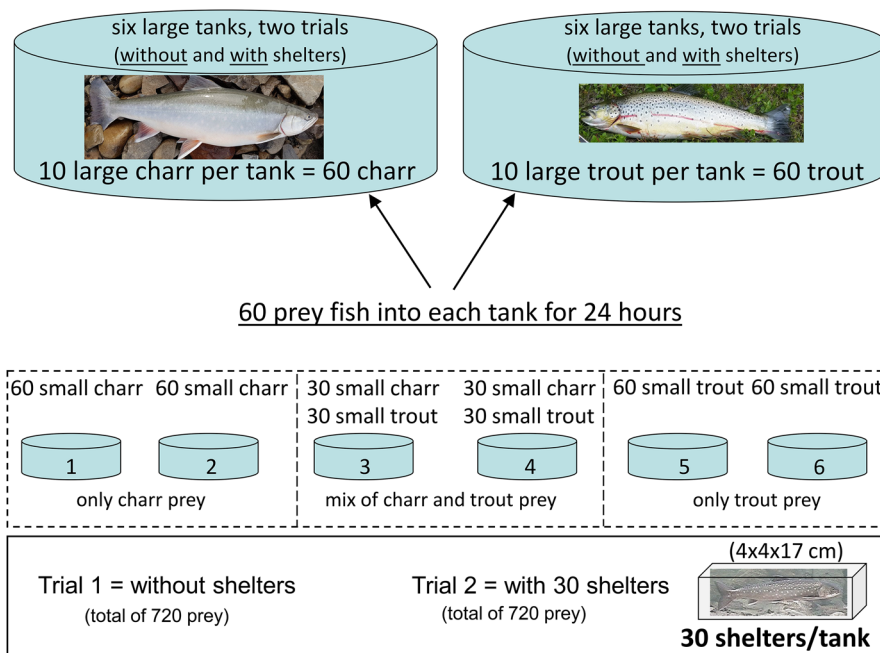 six large tanks, two trials
(without and with shelters)
10 large charr per tank = 60 charr
six large tanks, two trials
(without and with shelters)
10 large trout per tank = 60 trout
60 prey fish into each tank for 24 hours
60 small charr
60 small charr
30 small charr
30 small trout
30 small charr
30 small trout
60 small trout
60 small trout
1
2
3
4
5
6
only charr prey
mix of charr and trout prey
only trout prey
Trial 1 = without shelters
(total of 720 prey)
Trial 2 = with 30 shelters
(total of 720 prey)
(4x4x17 cm)
30 shelters/tank